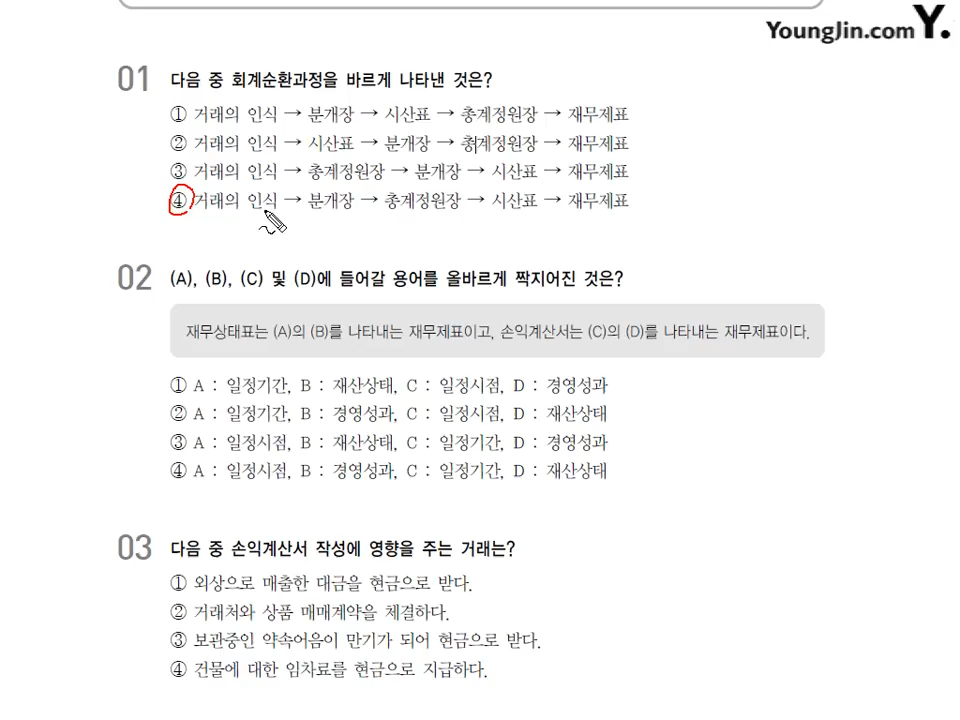 YoungJin.com Y.
01 다음 중 회계순환과정을 바르게 나타낸 것은?
① 거래의 인식 → 분개장 → 시산표 → 총계정원장 → 재무제표
② 거래의 인식 → 시산표 → 분개장 → 총계정원장 → 재무제표
③ 거래의 인식 → 총계정원장 → 분개장 → 시산표 → 재무제표
④ 거래의 인식 → 분개장 → 총계정원장 → 시산표 → 재무제표
02 (A), (B), (C) 및 (D)에 들어갈 용어를 올바르게 짝지어진 것은?
재무상태표는 (A)의 (B)를 나타내는 재무제표이고, 손익계산서는 (C)의 (D)를 나타내는 재무제표이다.
① A : 일정기간, B : 재산상태, C : 일정시점, D : 경영성과
② A : 일정기간, B : 경영성과, C : 일정시점, D : 재산상태
③ A : 일정시점, B : 재산상태, C : 일정기간, D : 경영성과
④ A : 일정시점, B : 경영성과, C : 일정기간, D : 재산상태
03 다음 중 손익계산서 작성에 영향을 주는 거래는?
① 외상으로 매출한 대금을 현금으로 받다.
② 거래처와 상품 매매계약을 체결하다.
③ 보관중인 약속어음이 만기가 되어 현금으로 받다.
④ 건물에 대한 임차료를 현금으로 지급하다.